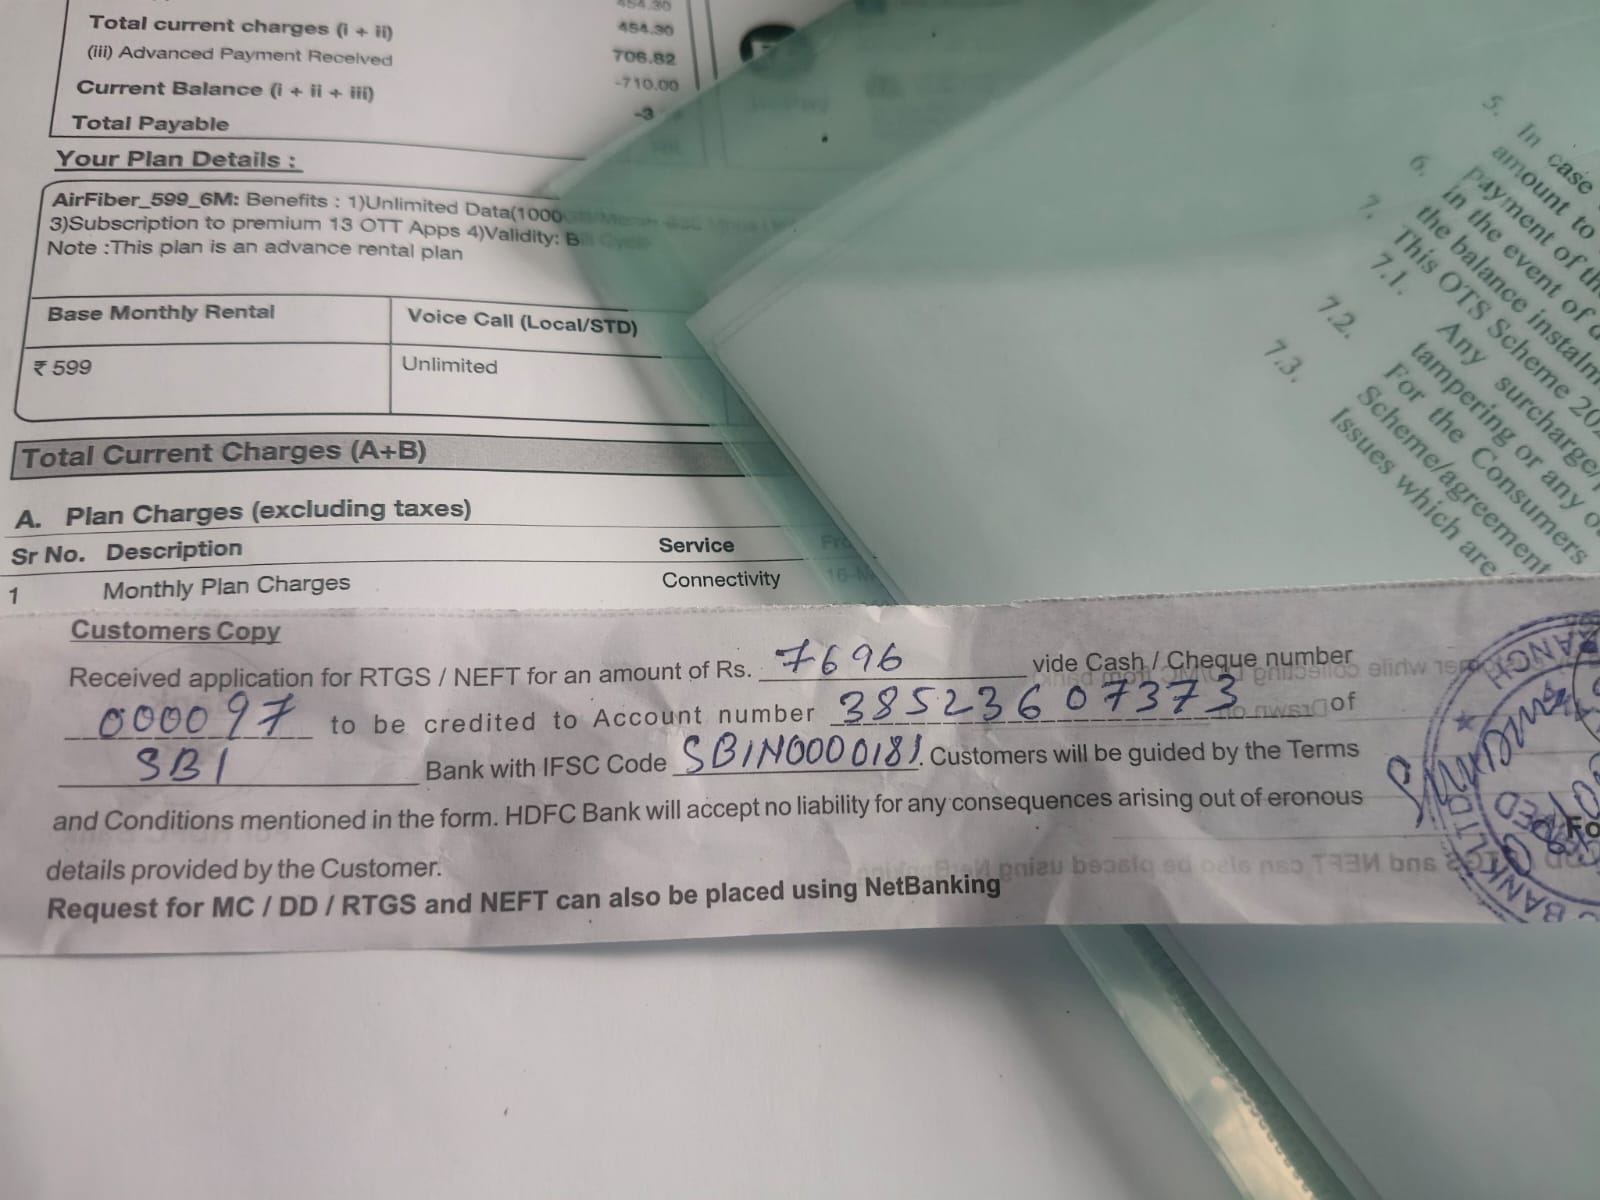 454.30
Total current charges (i + ii) 454.30
(iii) Advanced Payment Received 706.82
Current Balance (i + ii + iii) -710.00
Total Payable -3
Your Plan Details :
AirFiber_599_6M: Benefits : 1)Unlimited Data(1000
3)Subscription to premium 13 OTT Apps 4)Validity: Bill Cycle
Note :This plan is an advance rental plan
Base Monthly Rental Voice Call (Local/STD)
₹ 599 Unlimited
Total Current Charges (A+B)
A. Plan Charges (excluding taxes)
Sr No. Description Service
1 Monthly Plan Charges Connectivity
5. In case
amount to
payment of
6. in the event of
the balance instalm
7. This OTS Scheme
7.1. Any surcharge/
tampering or any
7.2. For the Consumers
Scheme/agreement
7.3. Issues which are
Customers Copy
Received application for RTGS / NEFT for an amount of Rs. 7696 vide Cash / Cheque number
000097 to be credited to Account number 38523607373 of
SBI Bank with IFSC Code SBIN0000181. Customers will be guided by the Terms
and Conditions mentioned in the form. HDFC Bank will accept no liability for any consequences arising out of eronous
details provided by the Customer.
Request for MC / DD / RTGS and NEFT can also be placed using NetBanking